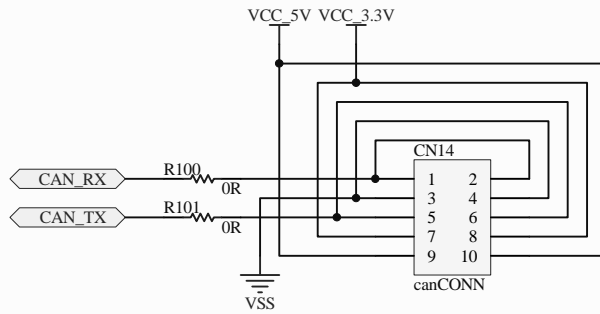 VCC_5V VCC_3.3V
CN14
R100
CAN_RX
0R
1 2
3 4
R101
CAN_TX
0R
5 6
7 8
9 10
canCONN
VSS